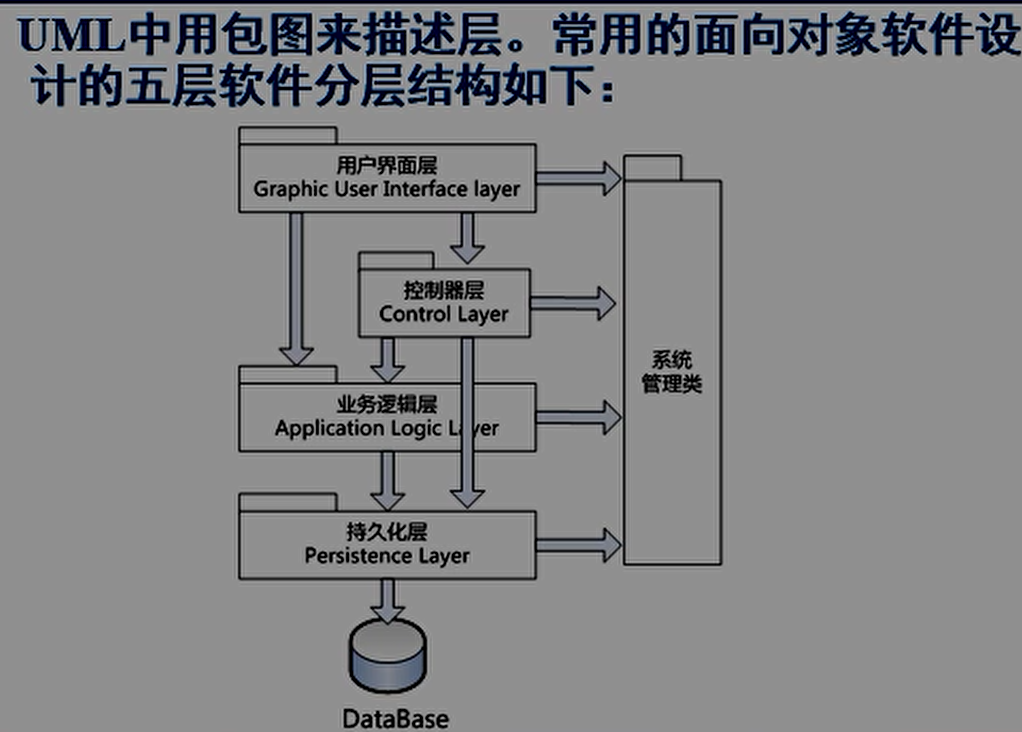 UML中用包图来描述层。常用的面向对象软件设
计的五层软件分层结构如下：
用户界面层
Graphic User Interface layer
控制器层
Control Layer
系统
管理类
业务逻辑层
Application Logic Layer
持久化层
Persistence Layer
DataBase